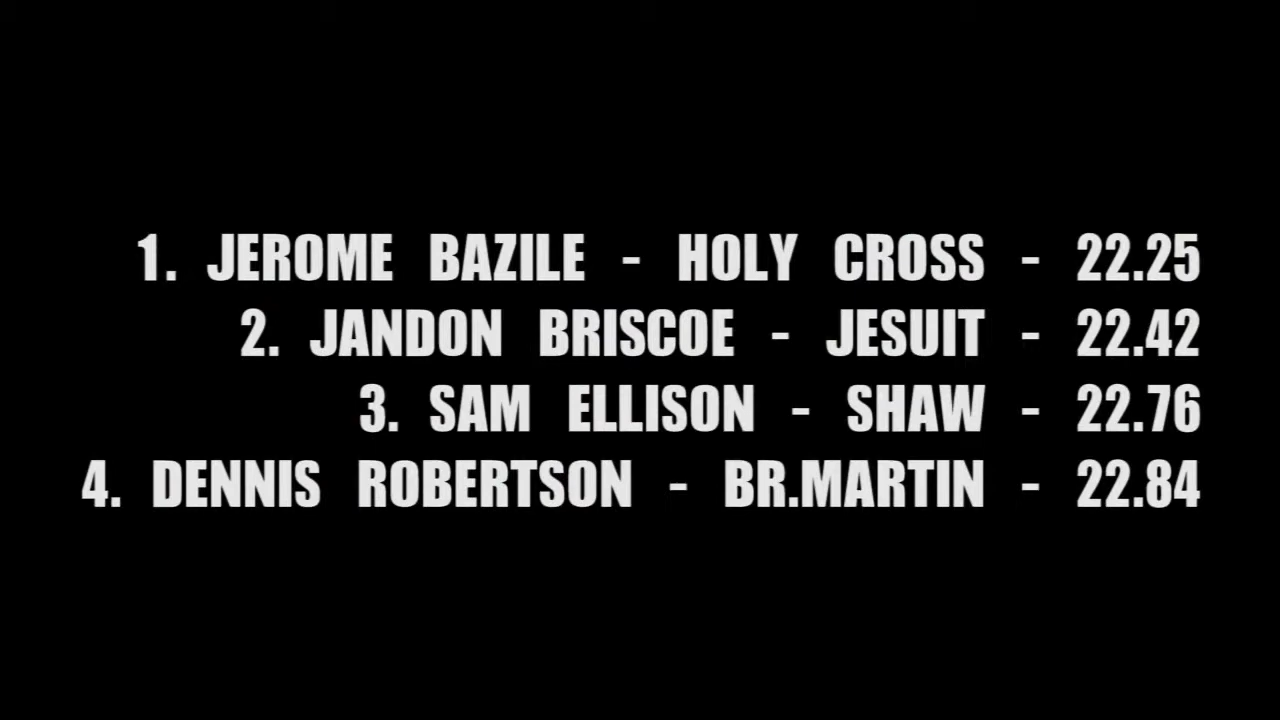 1. JEROME BAZILE - HOLY CROSS - 22.25
2. JANDON BRISCOE - JESUIT - 22.42
3. SAM ELLISON - SHAW - 22.76
4. DENNIS ROBERTSON - BR.MARTIN - 22.84